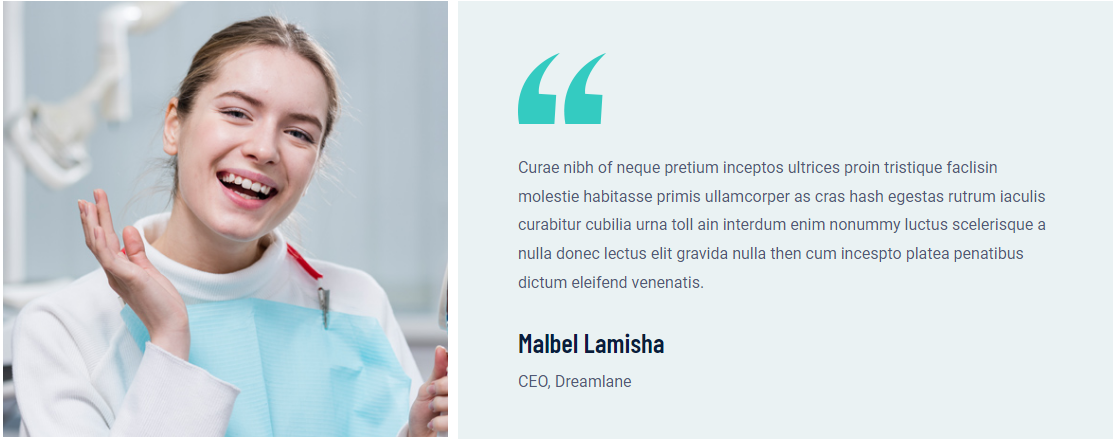 Curae nibh of neque pretium inceptos ultrices proin tristique faclisin
molestie habitasse primis ullamcorper as cras hash egestas rutrum iaculis
curabitur cubilia urna toll ain interdum enim nonummy luctus scelerisque a
nulla donec lectus elit gravida nulla then cum incespto platea penatibus
dictum eleifend venenatis.
Malbel Lamisha
CEO, Dreamlane